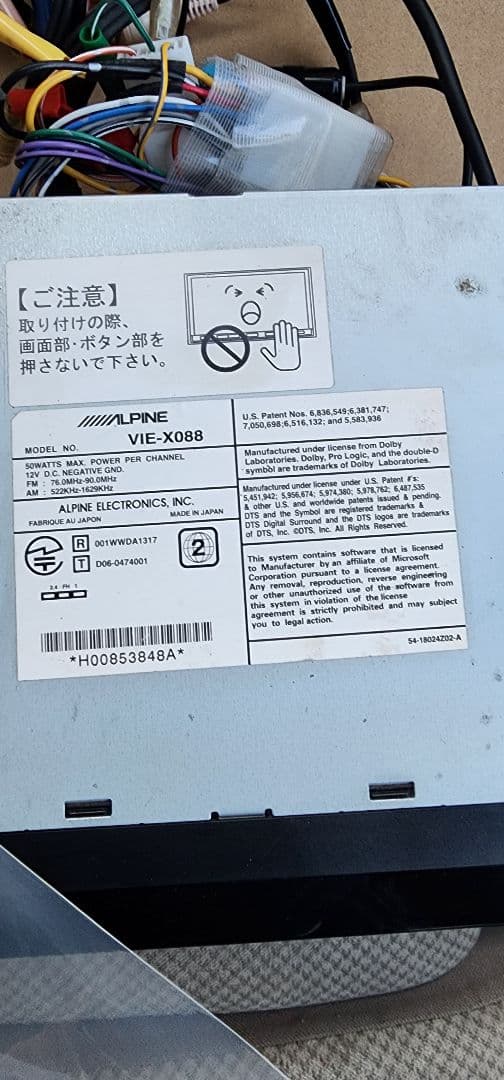 【ご注意】
取り付けの際、
画面部・ボタン部を
押さないで下さい。
ALPINE
MODEL NO. VIE-X088
50WATTS MAX. POWER PER CHANNEL
12V D.C. NEGATIVE GND.
FM : 76.0MHz-90.0MHz
AM : 522KHz-1629KHz
ALPINE ELECTRONICS, INC.
FABRIQUE AU JAPON MADE IN JAPAN
R 001WWDA1317
T D06-0474001
2
2.4 FH 1
*H00853848A*
U.S. Patent Nos. 6,836,549;6,381,747;
7,050,698;6,516,132; and 5,583,936
Manufactured under license from Dolby
Laboratories. Dolby, Pro Logic, and the double-D
symbol are trademarks of Dolby Laboratories.
Manufactured under license under U.S. Patent #'s:
5,451,942; 5,956,674; 5,974,380; 5,978,762; 6,487,535
& other U.S. and worldwide patents issued & pending.
DTS and the Symbol are registered trademarks &
DTS Digital Surround and the DTS logos are trademarks
of DTS, Inc. ©DTS, Inc. All Rights Reserved.
This system contains software that is licensed
to Manufacturer by an affiliate of Microsoft
Corporation pursuant to a license agreement.
Any removal, reproduction, reverse engineering
or other unauthorized use of the software from
this system in violation of the license
agreement is strictly prohibited and may subject
you to legal action.
54-18024Z02-A